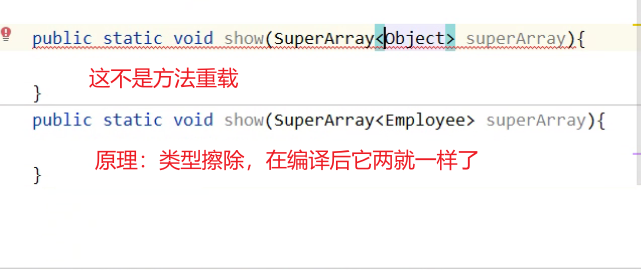 public static void show(SuperArray<Object> superArray){
这不是方法重载
}
public static void show(SuperArray<Employee> superArray){
原理：类型擦除，在编译后它两就一样了
}